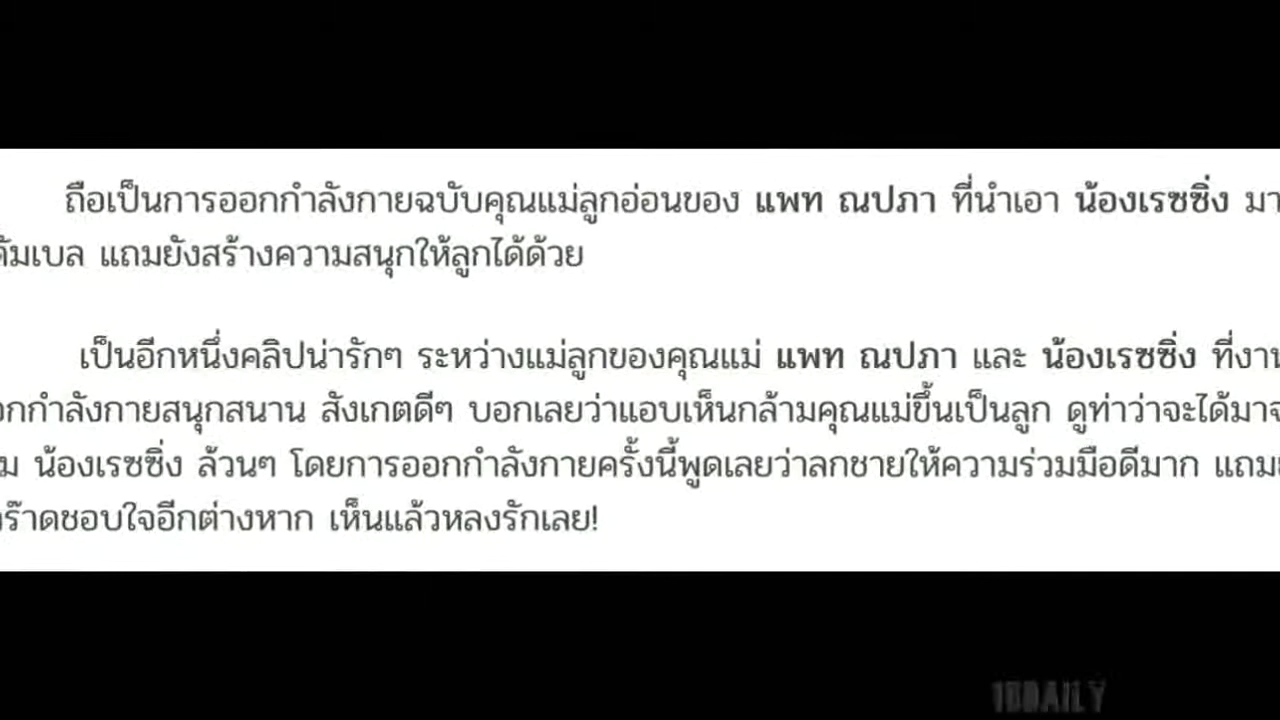 ถือเป็นการออกกำลังกายฉบับคุณแม่ลูกอ่อนของ แพท ณปภา ที่นำเอา น้องเรซซิ่ง มา
ดัมเบล แถมยังสร้างความสนุกให้ลูกได้ด้วย
เป็นอีกหนึ่งคลิปน่ารักๆ ระหว่างแม่ลูกของคุณแม่ แพท ณปภา และ น้องเรซซิ่ง ที่งาน
อกกำลังกายสนุกสนาน สังเกตดีๆ บอกเลยว่าแอบเห็นกล้ามคุณแม่ขึ้นเป็นลูก ดูท่าว่าจะได้มาจ
ม น้องเรซซิ่ง ล้วนๆ โดยการออกกำลังกายครั้งนี้พูดเลยว่าลูกชายให้ความร่วมมือดีมาก แถม
ร๊าดชอบใจอีกต่างหาก เห็นแล้วหลงรักเลย!